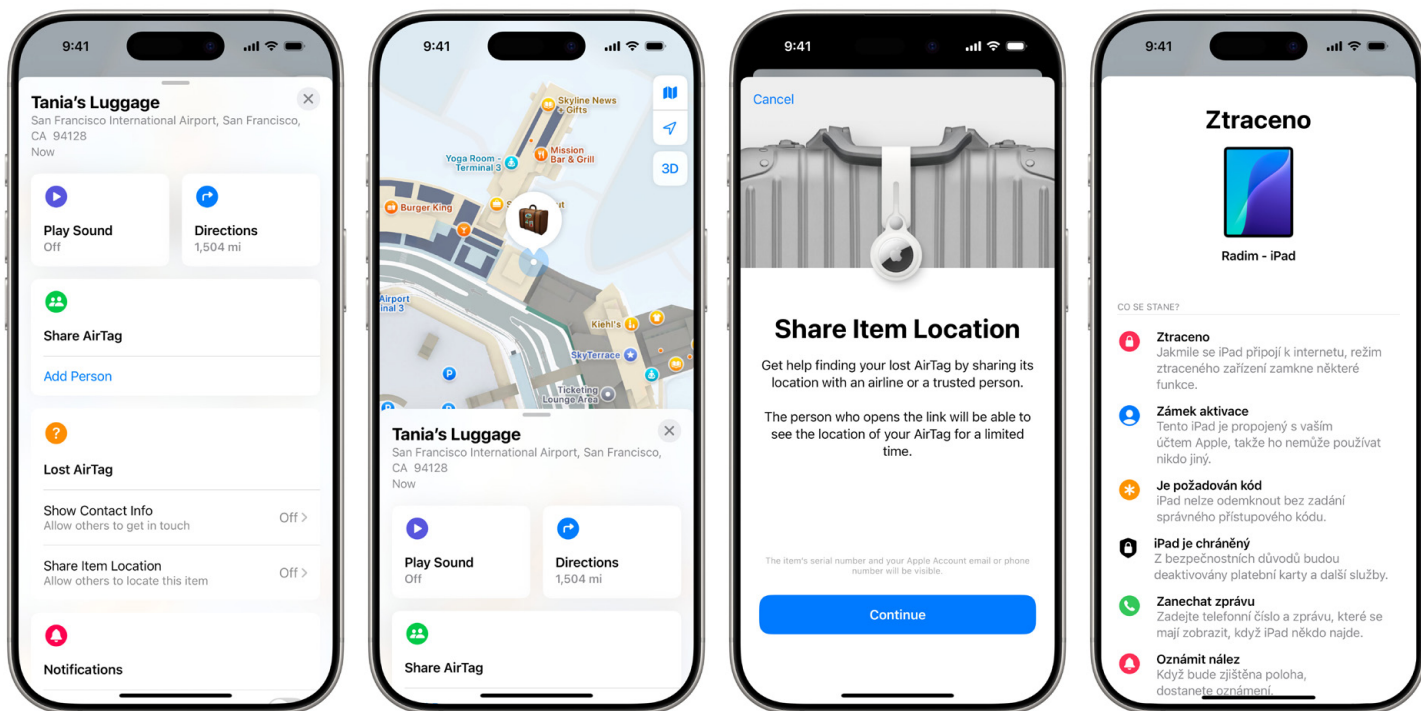 9:41
Tania's Luggage
San Francisco International Airport, San Francisco,
CA 94128
Now
Play Sound
Off
Directions
1,504 mi
Share AirTag
Add Person
Lost AirTag
Show Contact Info
Allow others to get in touch
Off
Share Item Location
Allow others to locate this item
Off
Notifications
9:41
Skyline News
+ Gifts
Mission
Bar & Grill
Yoga Room -
Terminal 3
3D
Burger King
Airport
Kiehl's
SkyTerrace
P
Ticketing
Lounge Area
P
P
Tania's Luggage
San Francisco International Airport, San Francisco,
CA 94128
Now
Play Sound
Off
Directions
1,504 mi
Share AirTag
9:41
Cancel
Share Item Location
Get help finding your lost AirTag by sharing its
location with an airline or a trusted person.
The person who opens the link will be able to
see the location of your AirTag for a limited
time.
The item's serial number and your Apple Account email or phone
number will be visible.
Continue
9:41
Ztraceno
Radim - iPad
CO SE STANE?
Ztraceno
Jakmile se iPad připojí k internetu, režim
ztraceného zařízení zamkne některé
funkce.
Zámek aktivace
Tento iPad je propojený s vaším
účtem Apple, takže ho nemůže používat
nikdo jiný.
Je požadován kód
iPad nelze odemknout bez zadání
správného přístupového kódu.
iPad je chráněný
Z bezpečnostních důvodů budou
deaktivovány platební karty a další služby.
Zanechat zprávu
Zadejte telefonní číslo a zprávu, které se
mají zobrazit, když iPad někdo najde.
Oznámit nález
Když bude zjištěna poloha,
dostanete oznámení.